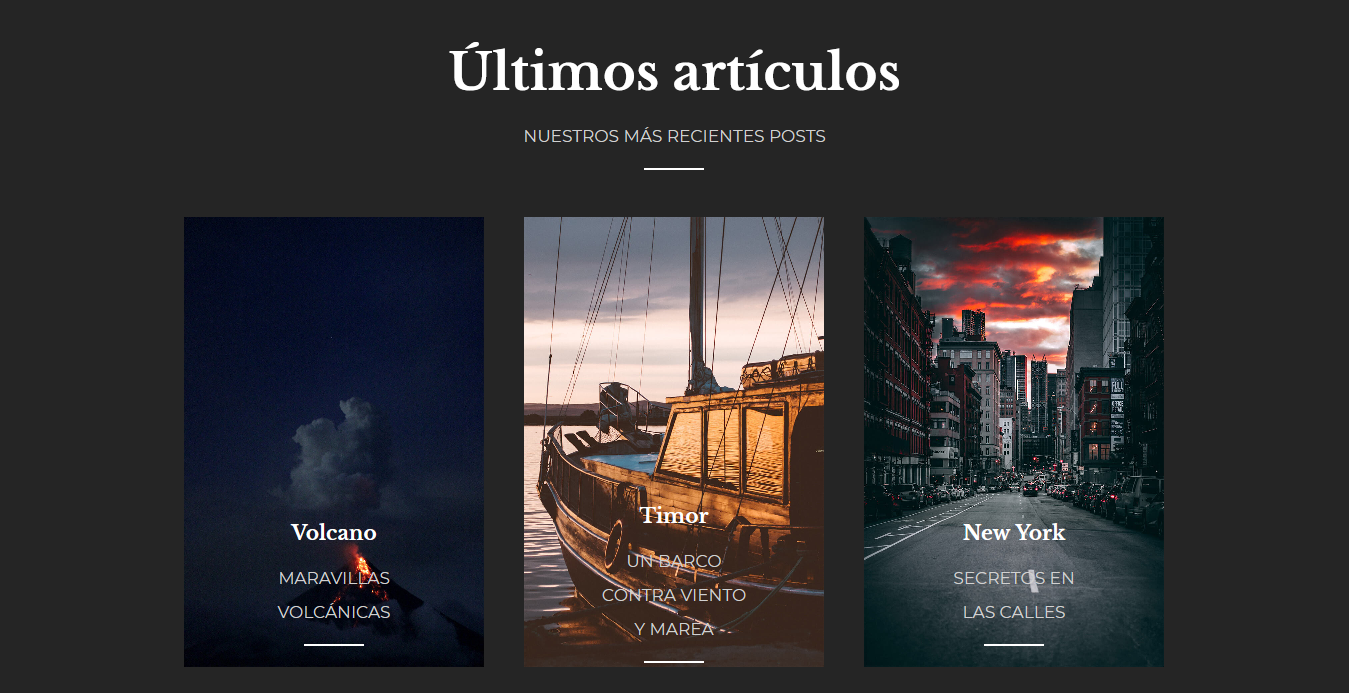 Últimos artículos
NUESTROS MÁS RECIENTES POSTS
Volcano
MARAVILLAS
VOLCÁNICAS
Timor
UN BARCO
CONTRA VIENTO
Y MAREA
New York
SECRETOS EN
LAS CALLES